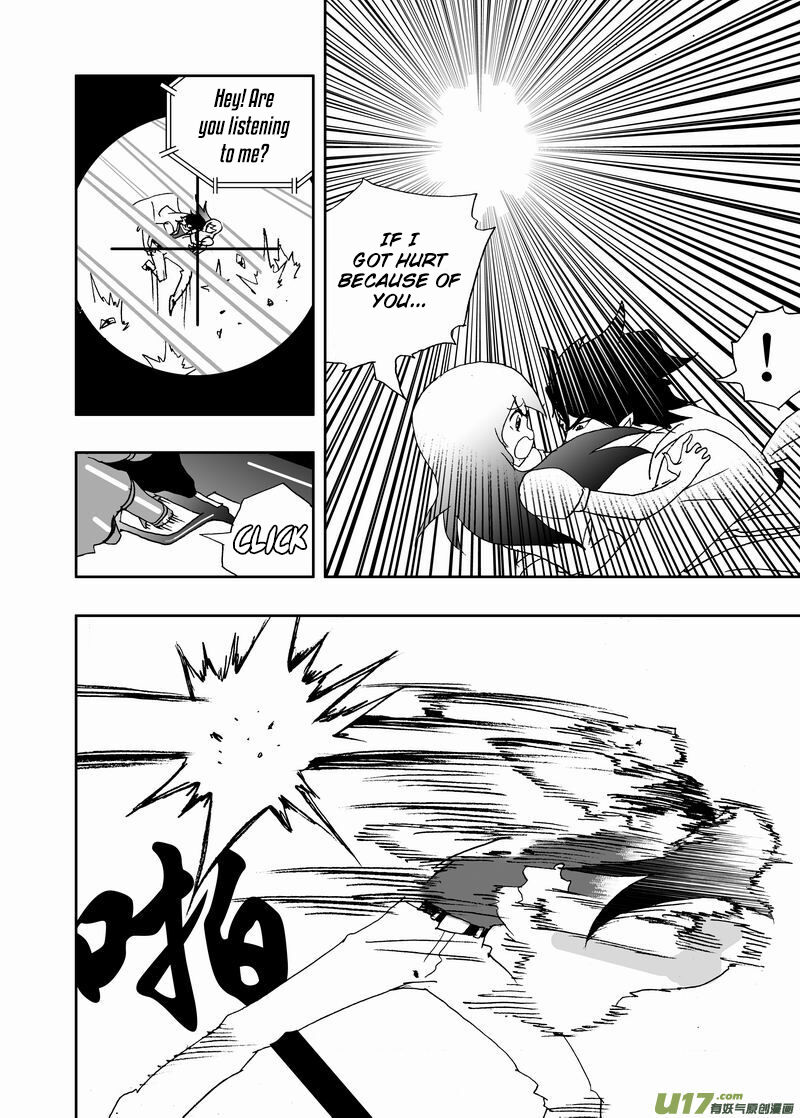 Hey! Are
you listening
to me?
IF I
GOT HURT
BECAUSE OF
YOU...
!
CLICK
啪
U17.com
有妖气原创漫画